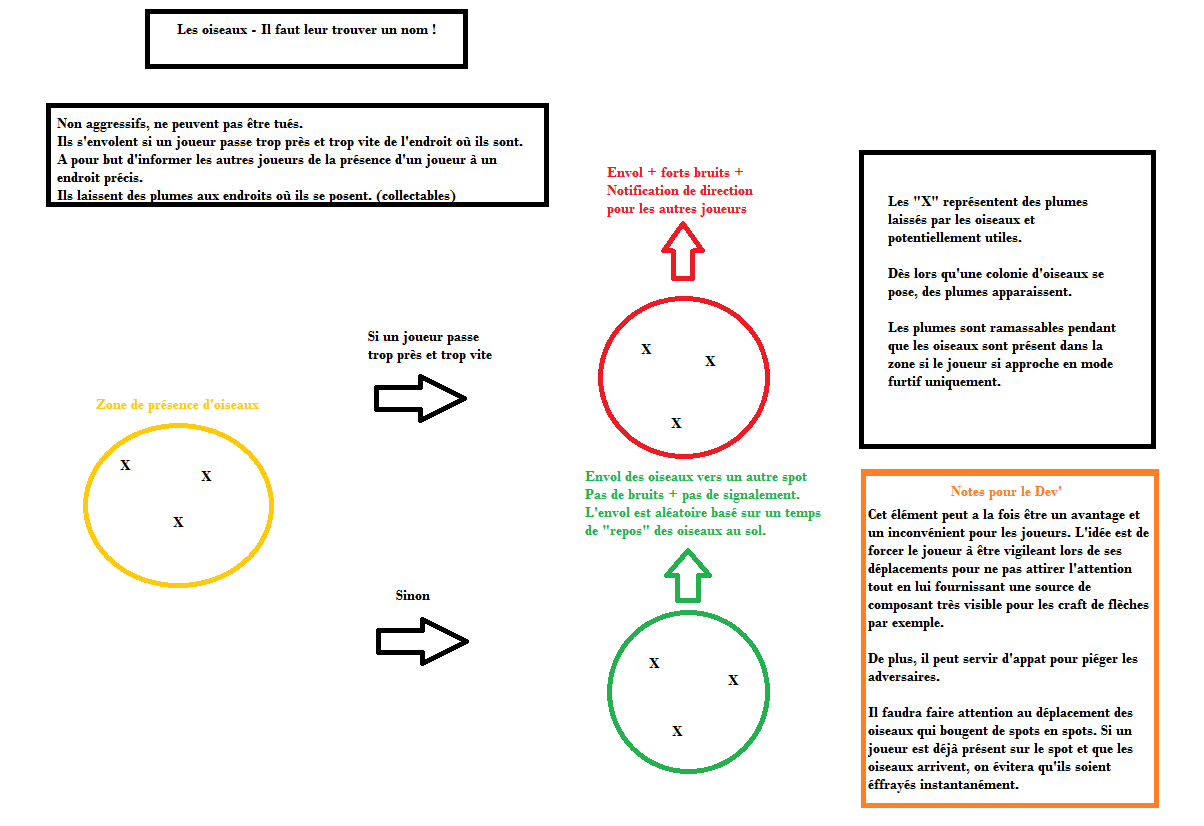 Les oiseaux - Il faut leur trouver un nom !
Non aggressifs, ne peuvent pas être tués.
Ils s'envolent si un joueur passe trop près et trop vite de l'endroit où ils sont.
A pour but d'informer les autres joueurs de la présence d'un joueur à un
endroit précis.
Ils laissent des plumes aux endroits où ils se posent. (collectables)
Zone de présence d'oiseaux
X
X
X
Si un joueur passe
trop près et trop vite
Envol + forts bruits +
Notification de direction
pour les autres joueurs
X
X
X
Sinon
Envol des oiseaux vers un autre spot
Pas de bruits + pas de signalement.
L'envol est aléatoire basé sur un temps
de "repos" des oiseaux au sol.
X
X
X
Les "X" représentent des plumes
laissés par les oiseaux et
potentiellement utiles.
Dès lors qu'une colonie d'oiseaux se
pose, des plumes apparaissent.
Les plumes sont ramassables pendant
que les oiseaux sont présent dans la
zone si le joueur si approche en mode
furtif uniquement.
Notes pour le Dev'
Cet élément peut a la fois être un avantage et
un inconvénient pour les joueurs. L'idée est de
forcer le joueur à être vigileant lors de ses
déplacements pour ne pas attirer l'attention
tout en lui fournissant une source de
composant très visible pour les craft de flèches
par exemple.
De plus, il peut servir d'appat pour piéger les
adversaires.
Il faudra faire attention au déplacement des
oiseaux qui bougent de spots en spots. Si un
joueur est déjà présent sur le spot et que les
oiseaux arrivent, on évitera qu'ils soient
éffrayés instantanément.